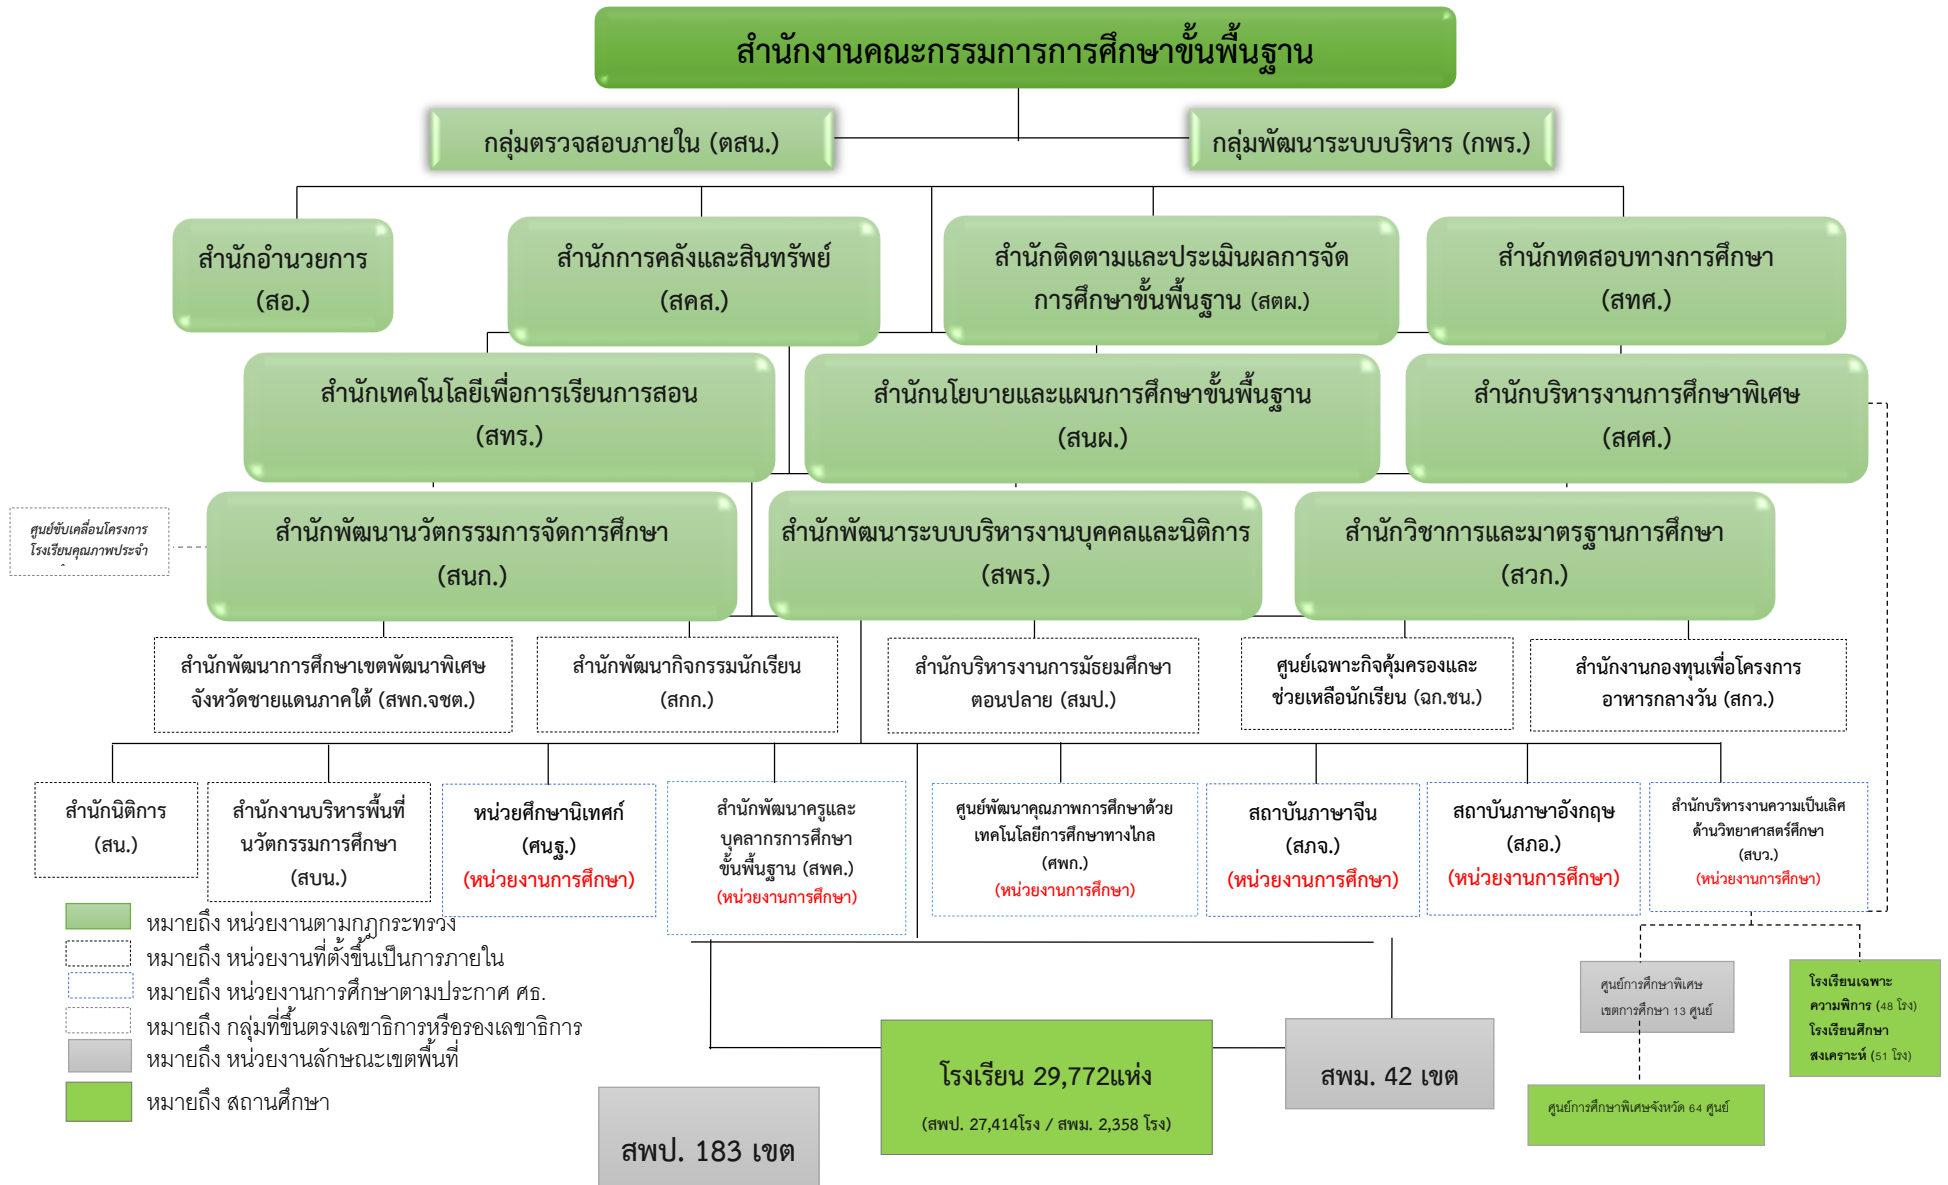 สำนักงานคณะกรรมการการศึกษาขั้นพื้นฐาน
กลุ่มตรวจสอบภายใน (ตสน.)
กลุ่มพัฒนาระบบบริหาร (กพร.)
สำนักอำนวยการ
(สอ.)
สำนักการคลังและสินทรัพย์
(สคส.)
สำนักติดตามและประเมินผลการจัด
การศึกษาขั้นพื้นฐาน (สตผ.)
สำนักทดสอบทางการศึกษา
(สทศ.)
สำนักเทคโนโลยีเพื่อการเรียนการสอน
(สทร.)
สำนักนโยบายและแผนการศึกษาขั้นพื้นฐาน
(สนผ.)
สำนักบริหารงานการศึกษาพิเศษ
(สศศ.)
ศูนย์ขับเคลื่อนโครงการ
โรงเรียนคุณภาพประจำ
สำนักพัฒนานวัตกรรมการจัดการศึกษา
(สนก.)
สำนักพัฒนาระบบบริหารงานบุคคลและนิติการ
(สพร.)
สำนักวิชาการและมาตรฐานการศึกษา
(สวก.)
สำนักพัฒนาการศึกษาเขตพัฒนาพิเศษ
จังหวัดชายแดนภาคใต้ (สพก.จชต.)
สำนักพัฒนากิจกรรมนักเรียน
(สกก.)
สำนักบริหารงานการมัธยมศึกษา
ตอนปลาย (สมป.)
ศูนย์เฉพาะกิจคุ้มครองและ
ช่วยเหลือนักเรียน (ฉก.ชน.)
สำนักงานกองทุนเพื่อโครงการ
อาหารกลางวัน (สกว.)
สำนักนิติการ
(สน.)
สำนักงานบริหารพื้นที่
นวัตกรรมการศึกษา
(สบน.)
หน่วยศึกษานิเทศก์
(ศนฐ.)
(หน่วยงานการศึกษา)
สำนักพัฒนาครูและ
บุคลากรการศึกษา
ขั้นพื้นฐาน (สพค.)
(หน่วยงานการศึกษา)
ศูนย์พัฒนาคุณภาพการศึกษาด้วย
เทคโนโลยีการศึกษาทางไกล
(ศพก.)
(หน่วยงานการศึกษา)
สถาบันภาษาจีน
(สภจ.)
(หน่วยงานการศึกษา)
สถาบันภาษาอังกฤษ
(สภอ.)
(หน่วยงานการศึกษา)
สำนักบริหารงานความเป็นเลิศ
ด้านวิทยาศาสตร์ศึกษา
(สบว.)
(หน่วยงานการศึกษา)
หมายถึง หน่วยงานตามกฎกระทรวง
หมายถึง หน่วยงานที่ตั้งขึ้นเป็นการภายใน
หมายถึง หน่วยงานการศึกษาตามประกาศ ศธ.
หมายถึง กลุ่มที่ขึ้นตรงเลขาธิการหรือรองเลขาธิการ
หมายถึง หน่วยงานลักษณะเขตพื้นที่
หมายถึง สถานศึกษา
สพป. 183 เขต
โรงเรียน 29,772แห่ง
(สพป. 27,414โรง / สพม. 2,358 โรง)
สพม. 42 เขต
ศูนย์การศึกษาพิเศษ
เขตการศึกษา 13 ศูนย์
ศูนย์การศึกษาพิเศษจังหวัด 64 ศูนย์
โรงเรียนเฉพาะ
ความพิการ (48 โรง)
โรงเรียนศึกษา
สงเคราะห์ (51 โรง)